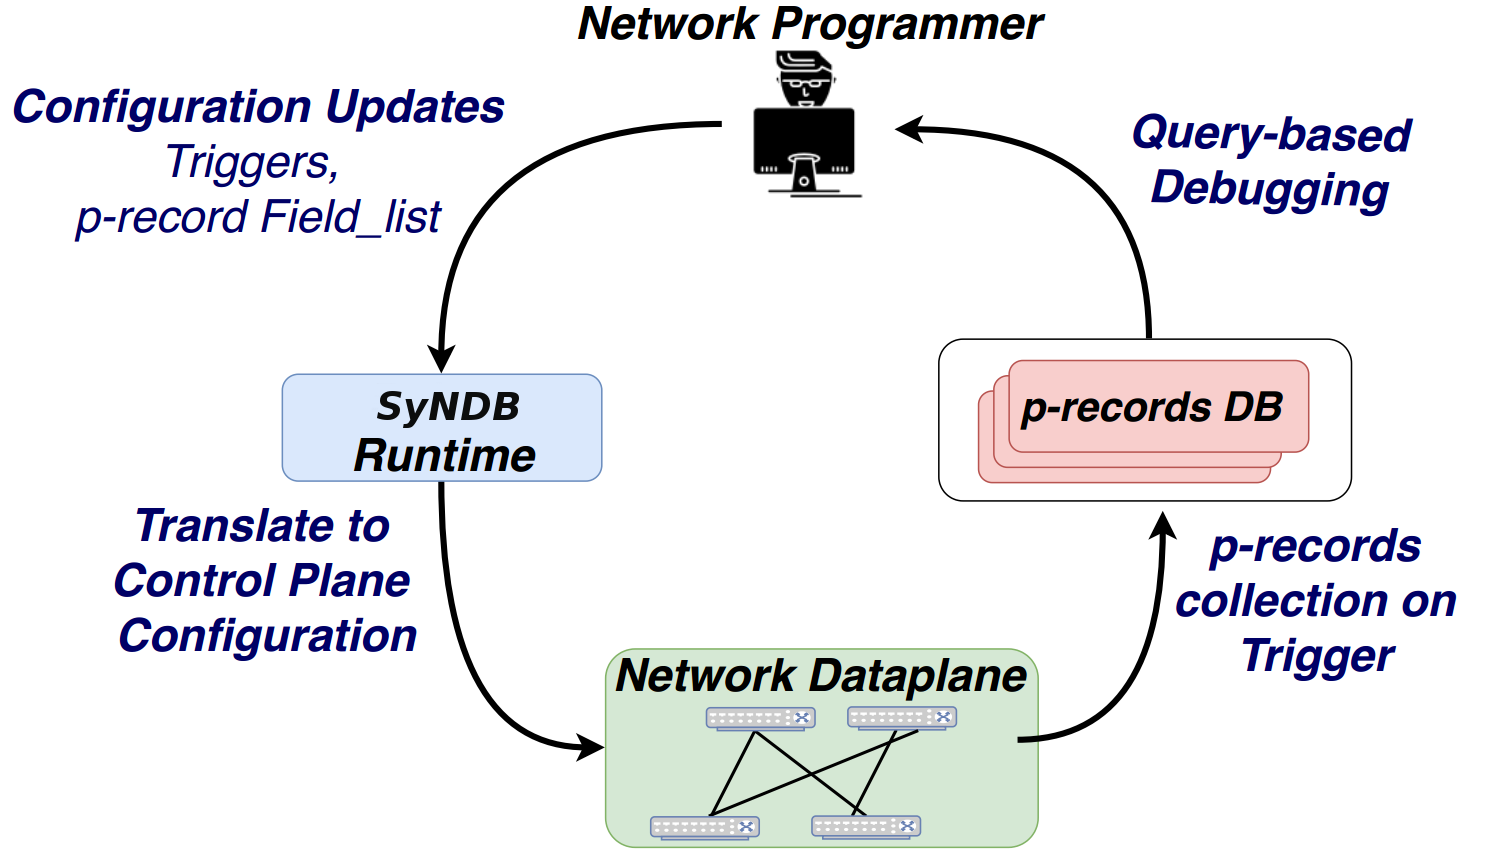 Network Programmer
Configuration Updates
Triggers,
p-record Field_list
Query-based
Debugging
SyNDB
Runtime
p-records DB
Translate to
Control Plane
Configuration
p-records
collection on
Trigger
Network Dataplane